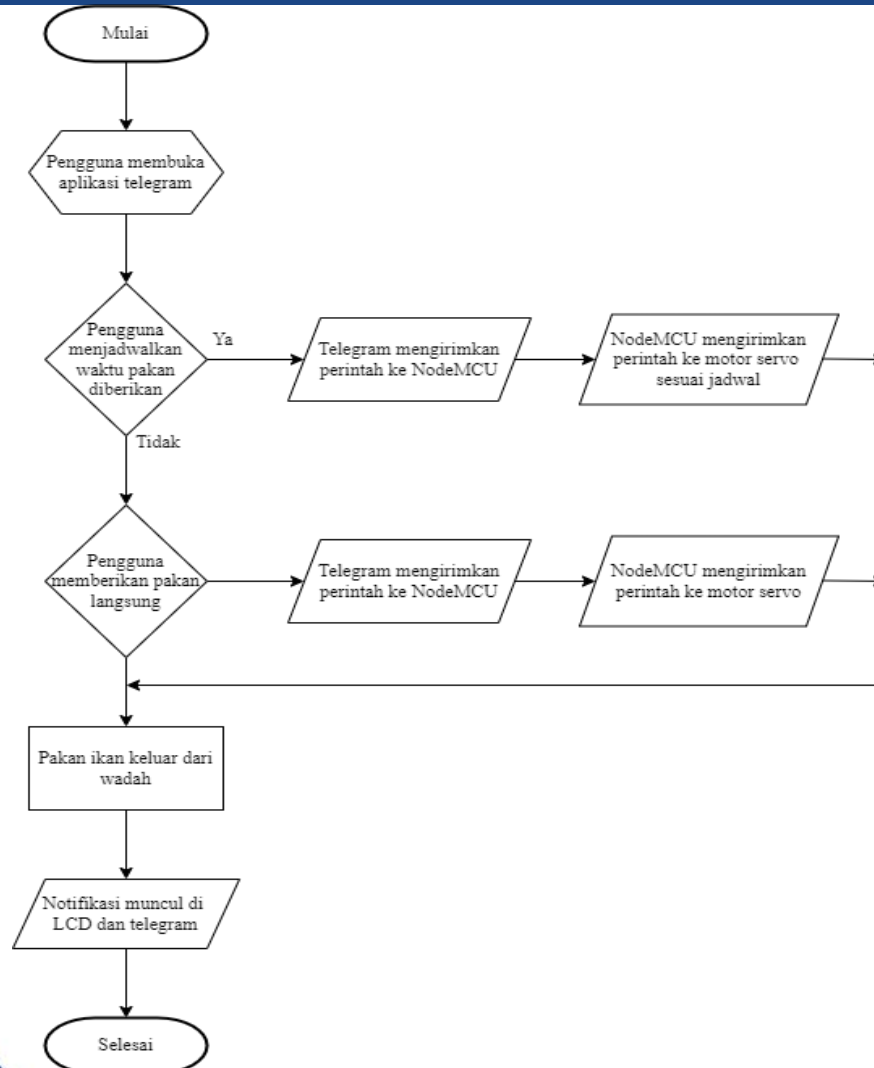 Mulai
Pengguna membuka
aplikasi telegram
Pengguna
menjadwalkan
waktu pakan
diberikan
Ya
Telegram mengirimkan
perintah ke NodeMCU
NodeMCU mengirimkan
perintah ke motor servo
sesuai jadwal
Tidak
Pengguna
memberikan pakan
langsung
Telegram mengirimkan
perintah ke NodeMCU
NodeMCU mengirimkan
perintah ke motor servo
Pakan ikan keluar dari
wadah
Notifikasi muncul di
LCD dan telegram
Selesai